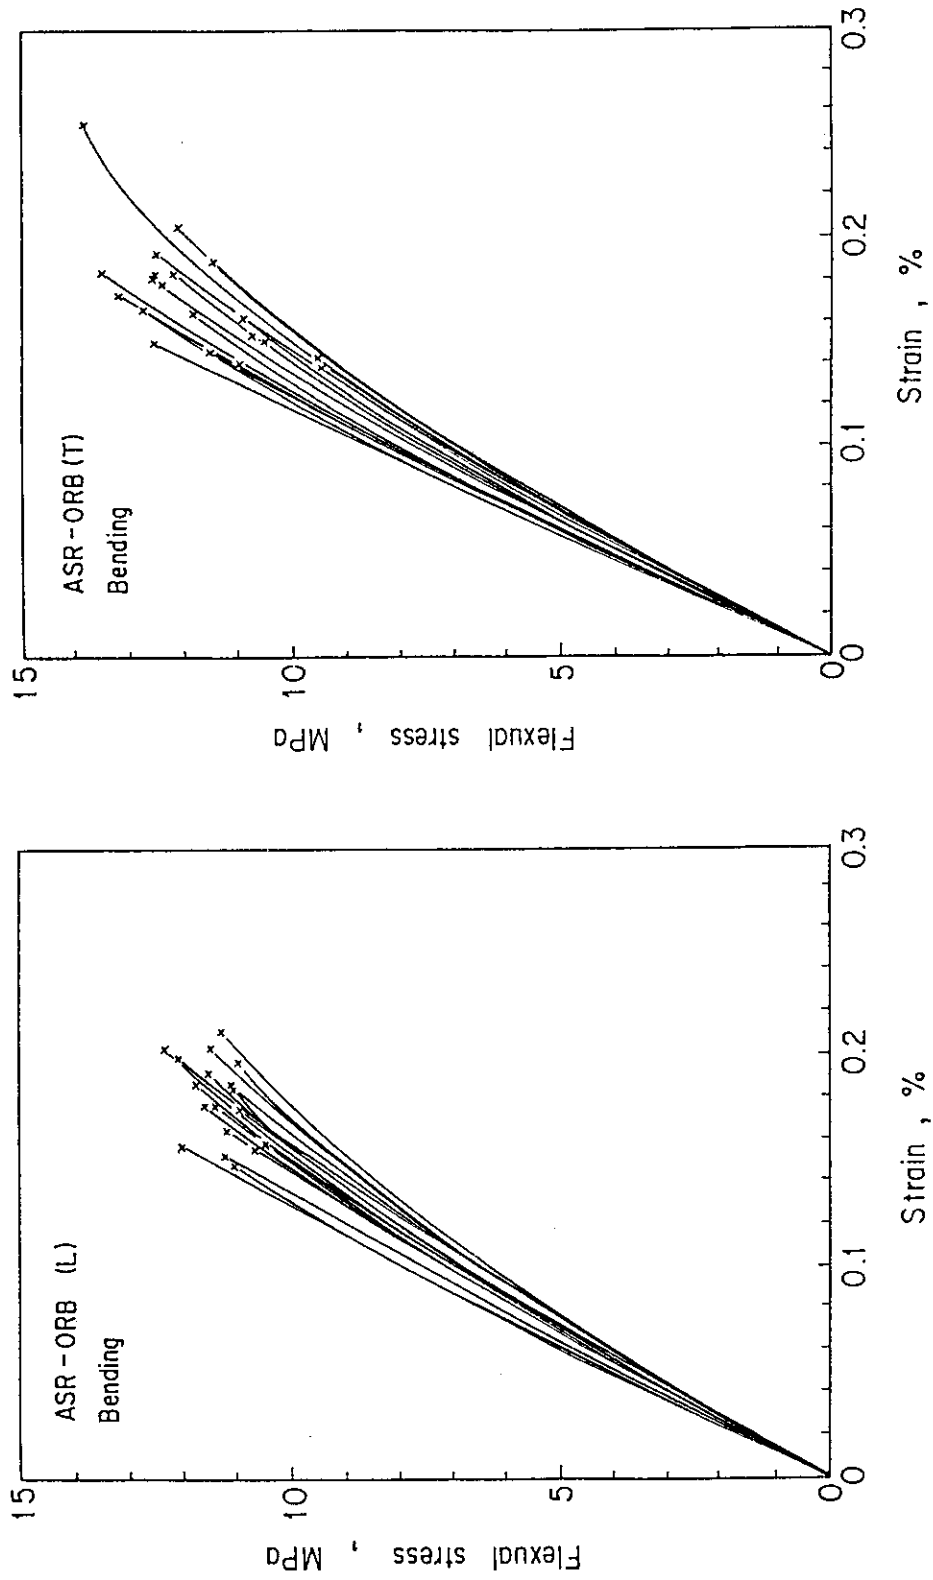 ASR-ORB (L)
Bending
15
10
5
0
Flexual stress , MPa
0
0.1
0.2
0.3
Strain , %
ASR-ORB (T)
Bending
15
10
5
0
Flexual stress , MPa
0
0.1
0.2
0.3
Strain , %